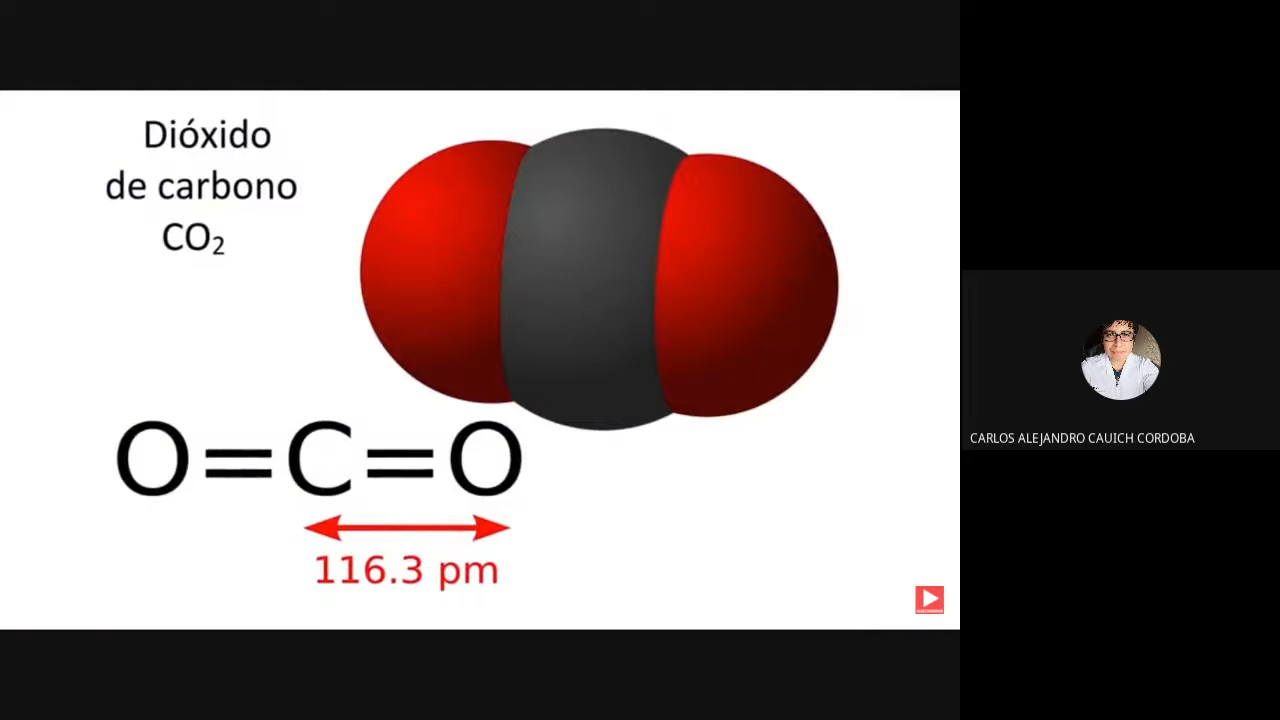 Dióxido
de carbono
CO₂
O=C=O
116.3 pm
CARLOS ALEJANDRO CAUICH CORDOBA